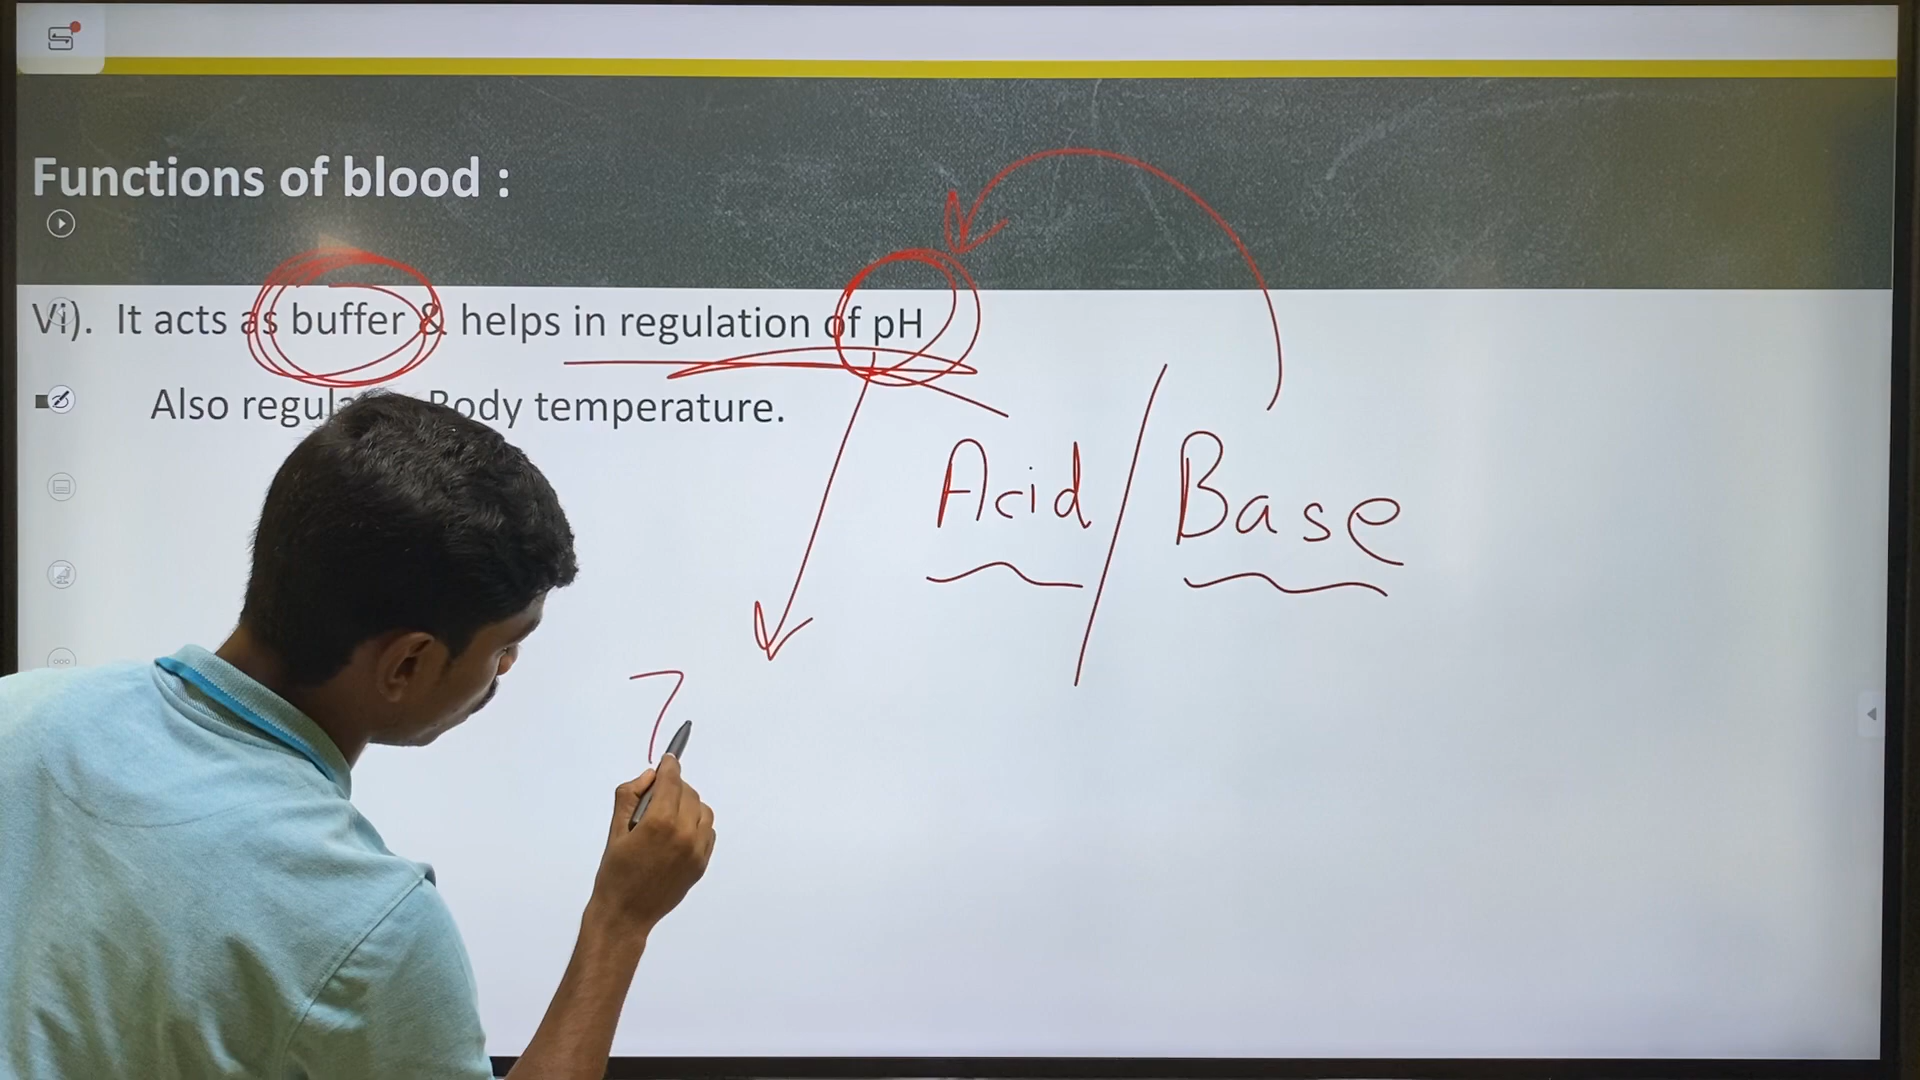 Functions of blood :
Vi). It acts as buffer & helps in regulation of pH
Also Body temperature.
Acid / Base
7